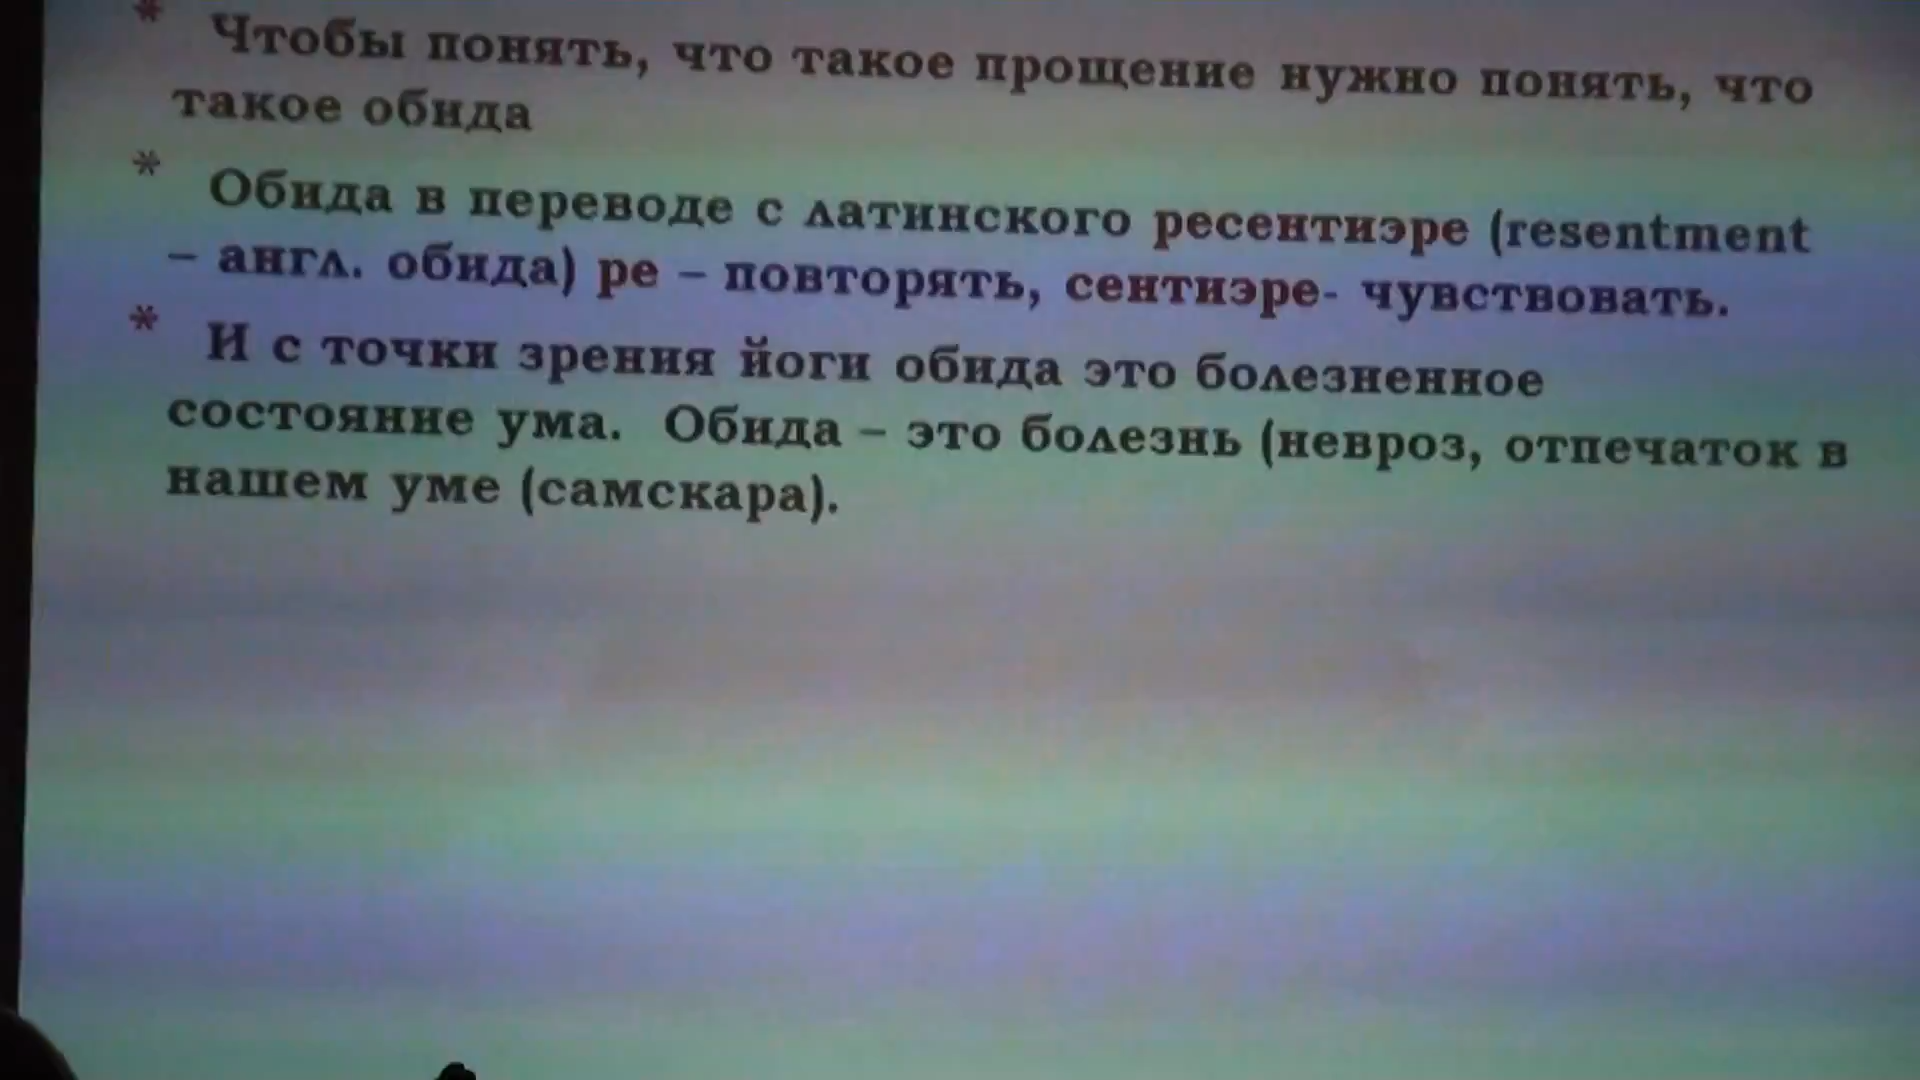 * Чтобы понять, что такое прощение нужно понять, что
такое обида
* Обида в переводе с латинского ресентиэре (resentment
– англ. обида) ре – повторять, сентиэре- чувствовать.
* И с точки зрения йоги обида это болезненное
состояние ума. Обида – это болезнь (невроз, отпечаток в
нашем уме (самскара).